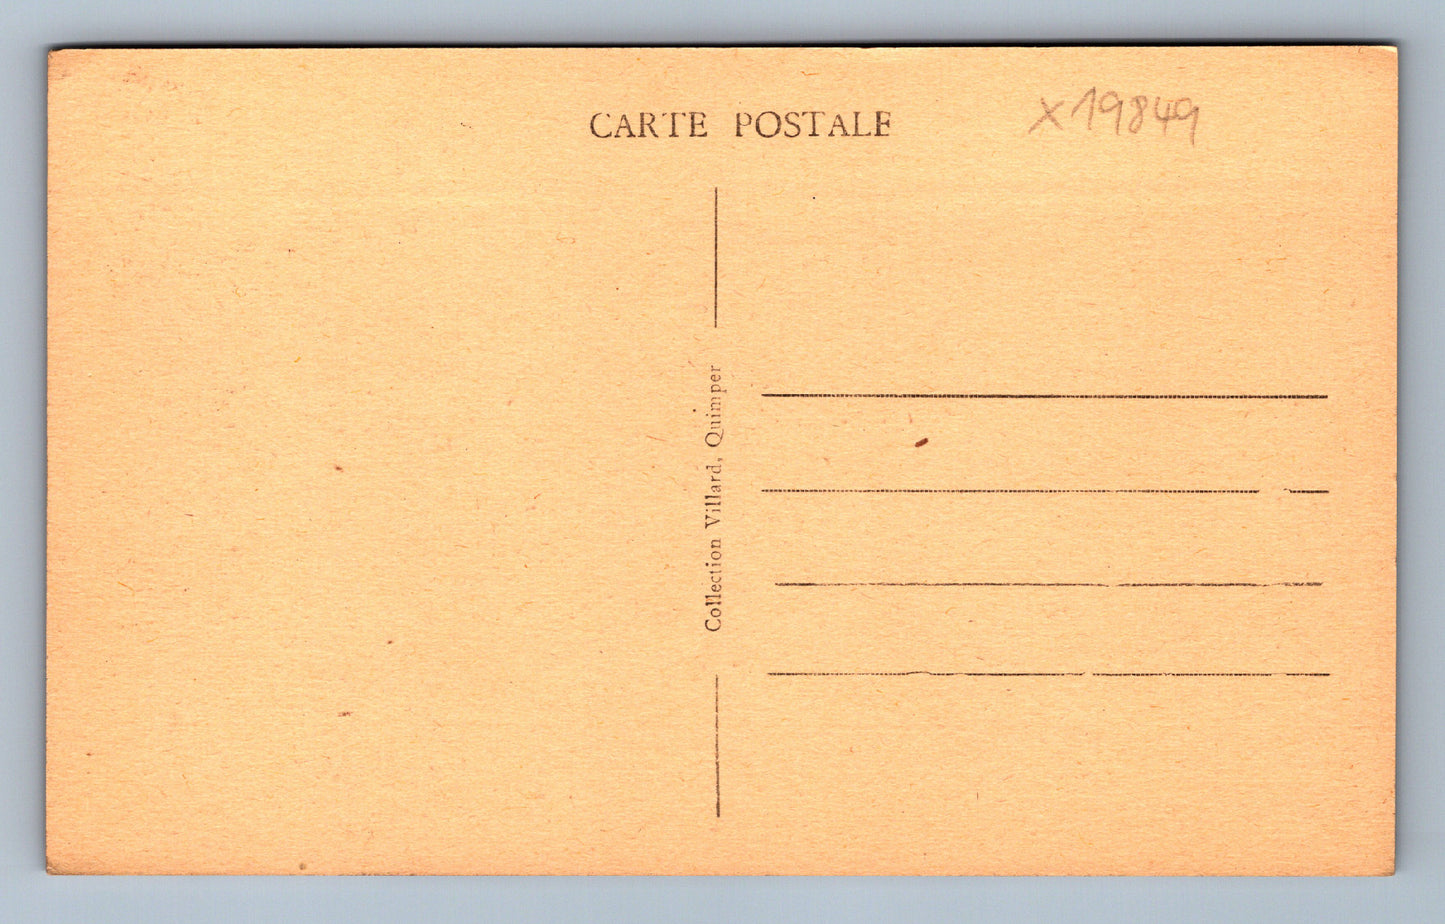 CARTE POSTALE
x19849
Collection Villard, Quimper